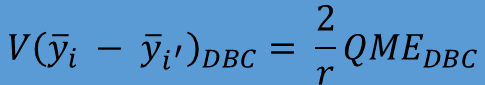 V(ȳᵢ − ȳᵢ′)_DBC = 2/r QME_DBC